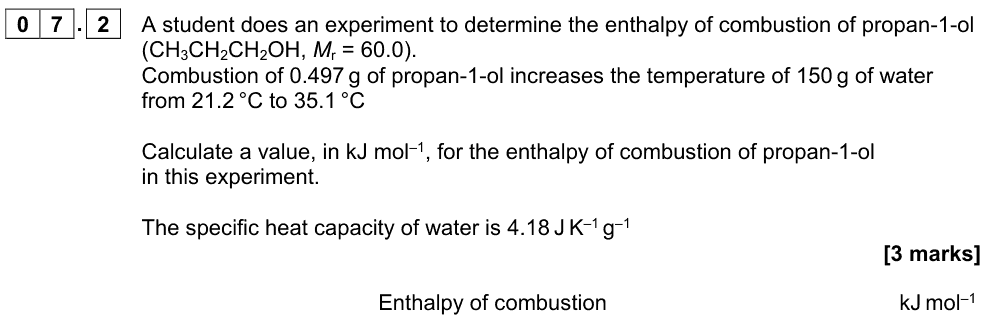 0 7 . 2 A student does an experiment to determine the enthalpy of combustion of propan-1-ol
(CH₃CH₂CH₂OH, Mᵣ = 60.0).
Combustion of 0.497 g of propan-1-ol increases the temperature of 150 g of water
from 21.2 °C to 35.1 °C
Calculate a value, in kJ mol⁻¹, for the enthalpy of combustion of propan-1-ol
in this experiment.
The specific heat capacity of water is 4.18 J K⁻¹ g⁻¹
[3 marks]
Enthalpy of combustion kJ mol⁻¹